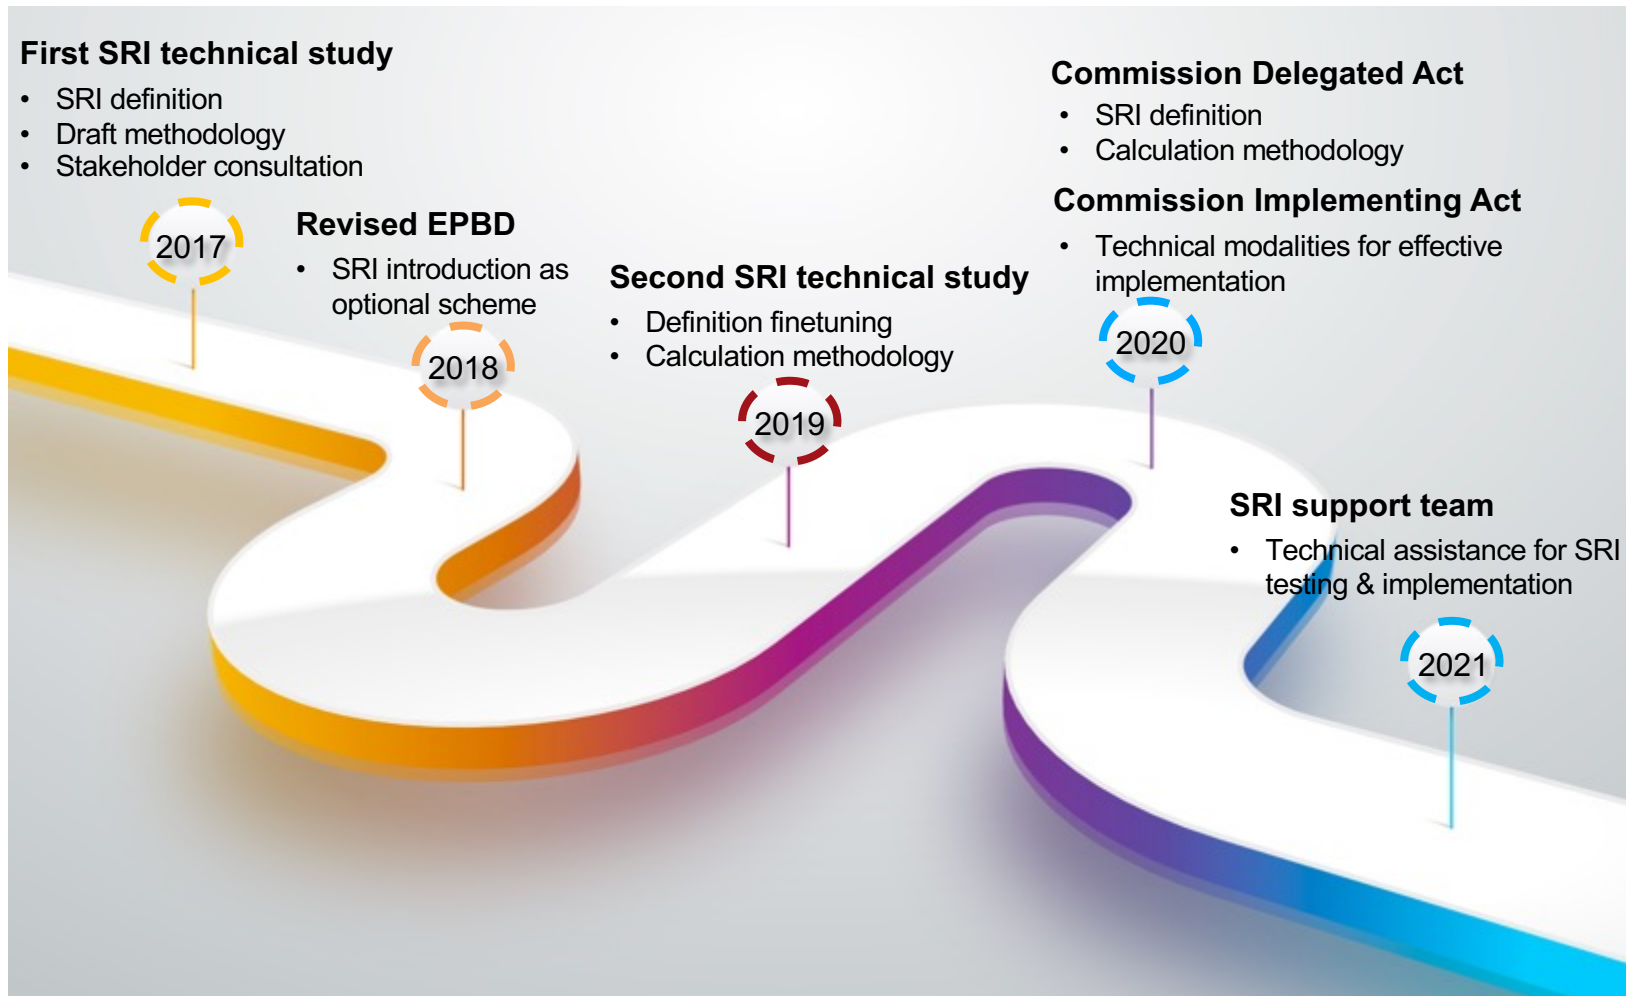 First SRI technical study
• SRI definition
• Draft methodology
• Stakeholder consultation
2017
Revised EPBD
• SRI introduction as
optional scheme
2018
Second SRI technical study
• Definition finetuning
• Calculation methodology
2019
Commission Delegated Act
• SRI definition
• Calculation methodology
Commission Implementing Act
• Technical modalities for effective
implementation
2020
SRI support team
• Technical assistance for SRI
testing & implementation
2021